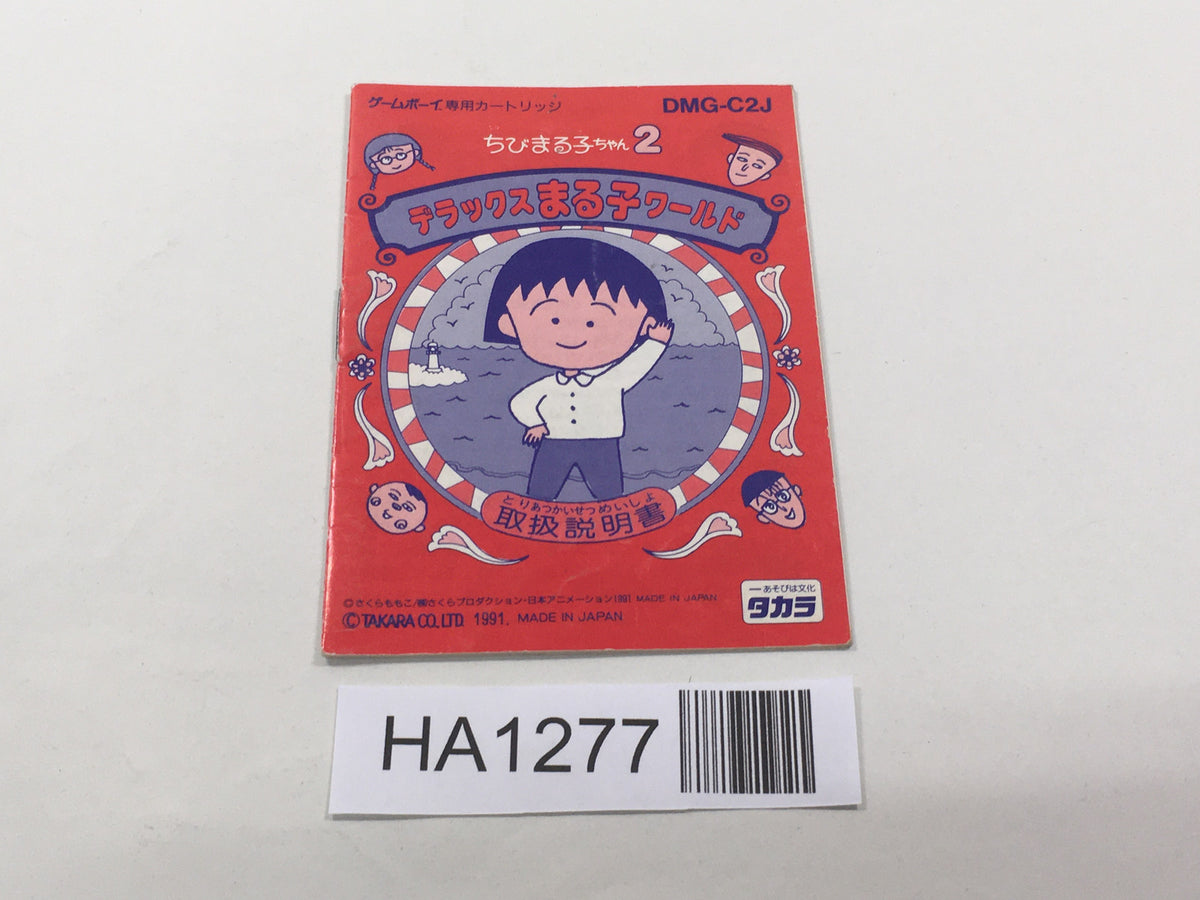 ゲームボーイ専用カートリッジ DMG-C2J
ちびまる子ちゃん2
デラックスまる子ワールド
とりあつかいせつめいしょ
取扱説明書
©さくらももこ/㈱さくらプロダクション・日本アニメーション1991 MADE IN JAPAN
©TAKARA CO.,LTD. 1991. MADE IN JAPAN
ーあそびは文化
タカラ
HA1277